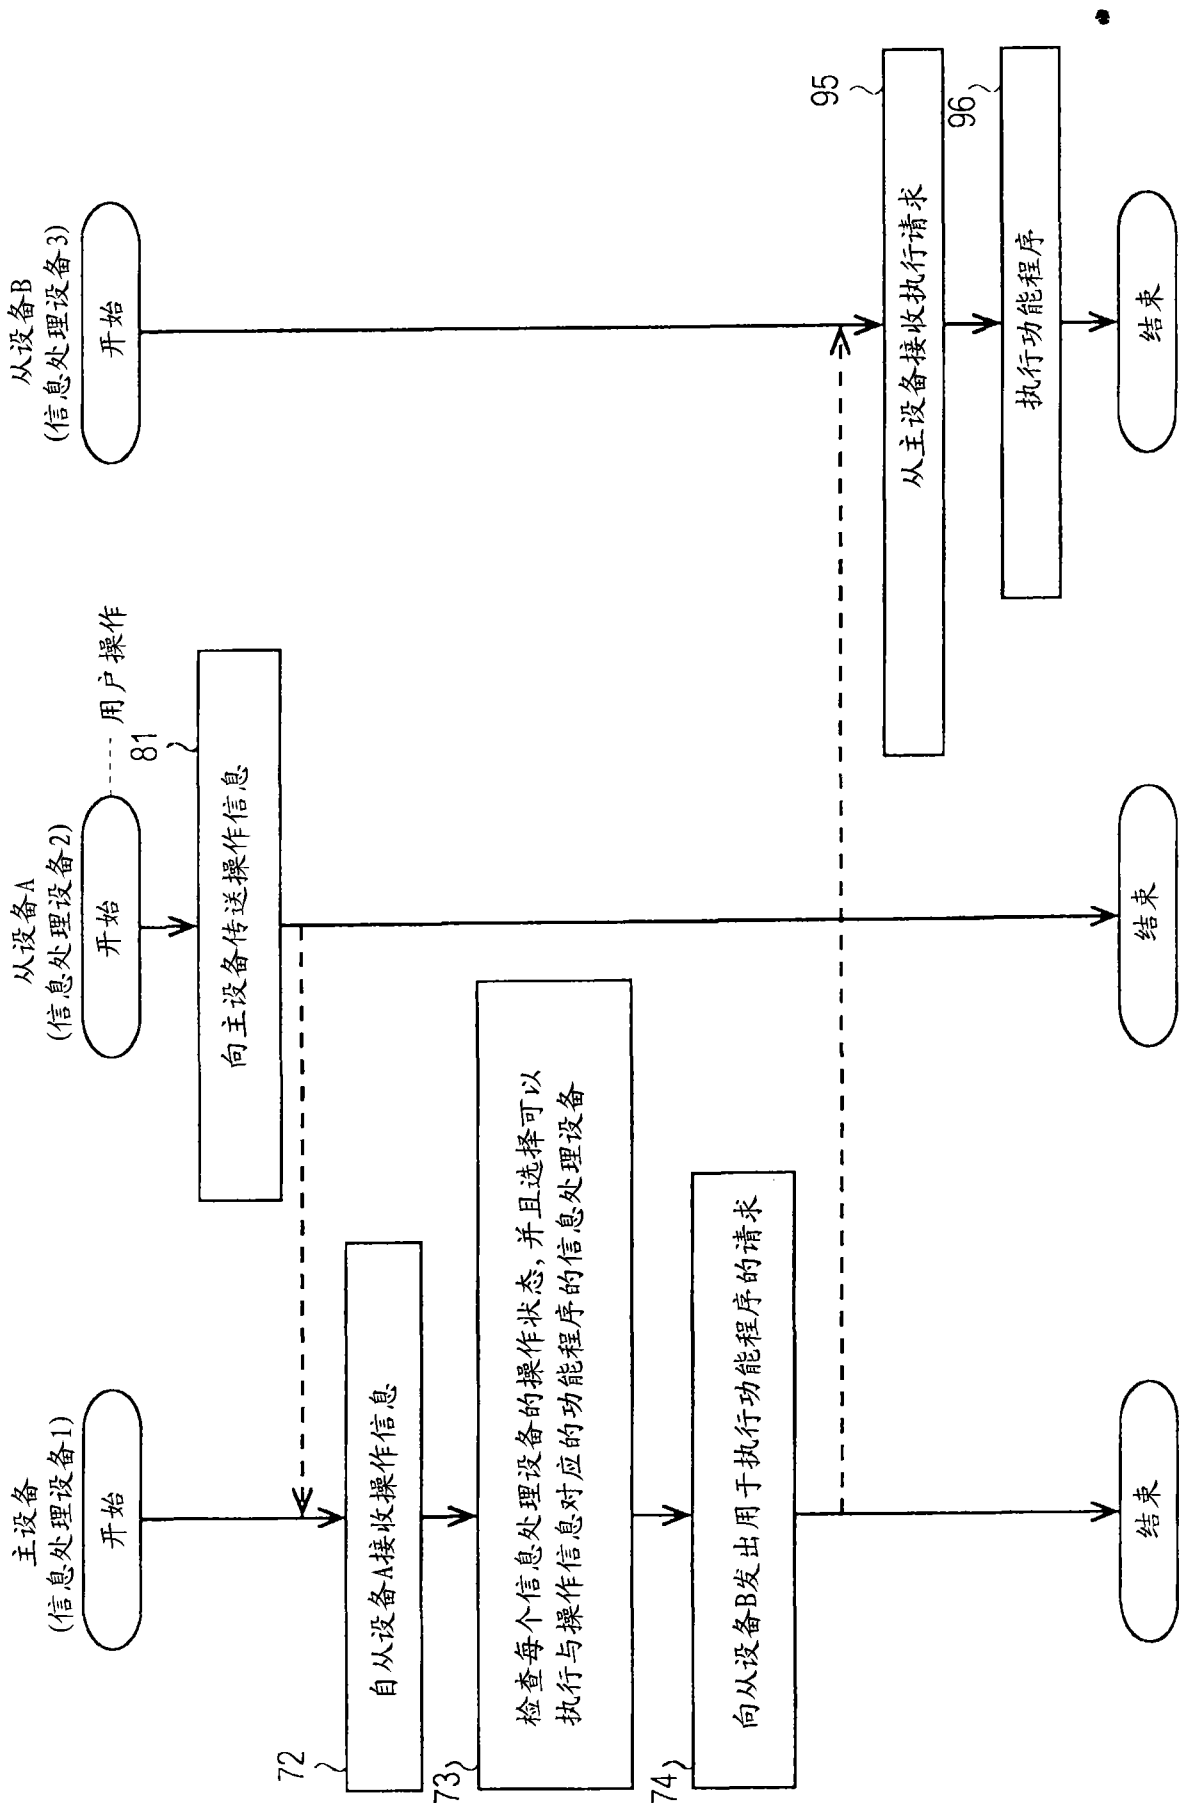 主设备
(信息处理设备1)
开始
72
自从设备A接收操作信息
73
检查每个信息处理设备的操作状态,并且选择可以
执行与操作信息对应的功能程序的信息处理设备
74
向从设备B发出用于执行功能程序的请求
结束
从设备A
(信息处理设备2)
开始
用户操作
81
向主设备传送操作信息
结束
从设备B
(信息处理设备3)
开始
95
从主设备接收执行请求
96
执行功能程序
结束